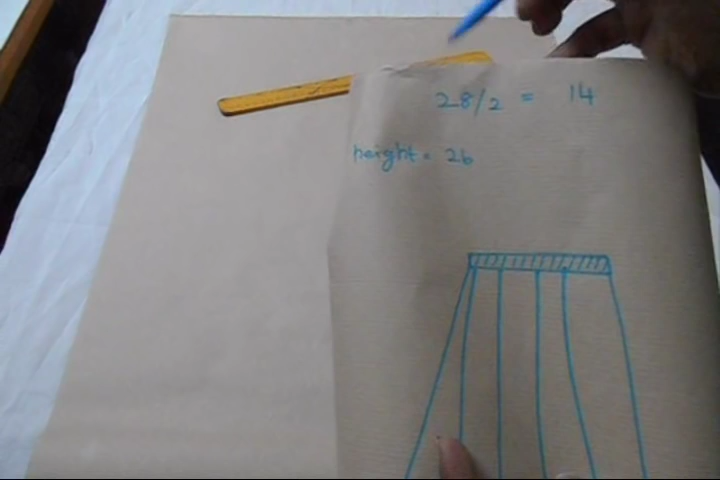 28/2 = 14
height = 26